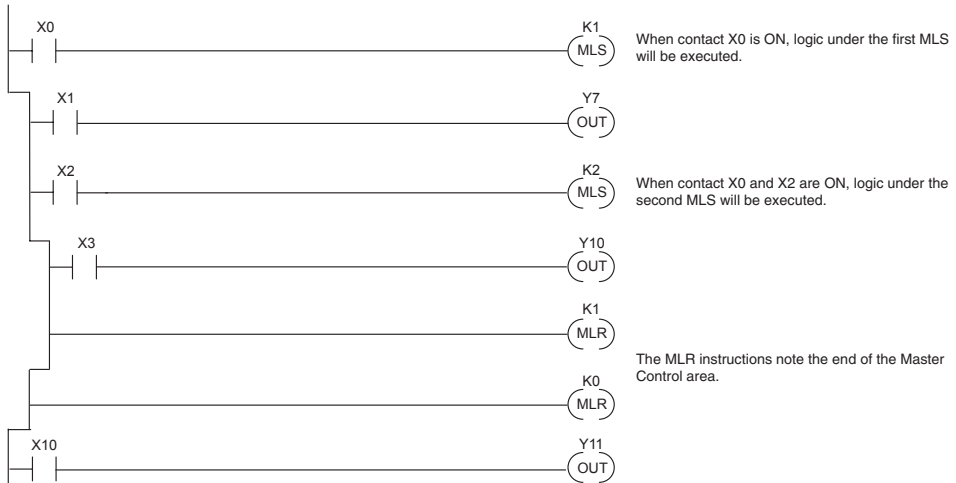 X0
K1
MLS
When contact X0 is ON, logic under the first MLS
will be executed.
X1
Y7
OUT
X2
K2
MLS
When contact X0 and X2 are ON, logic under the
second MLS will be executed.
X3
Y10
OUT
K1
MLR
The MLR instructions note the end of the Master
Control area.
K0
MLR
X10
Y11
OUT